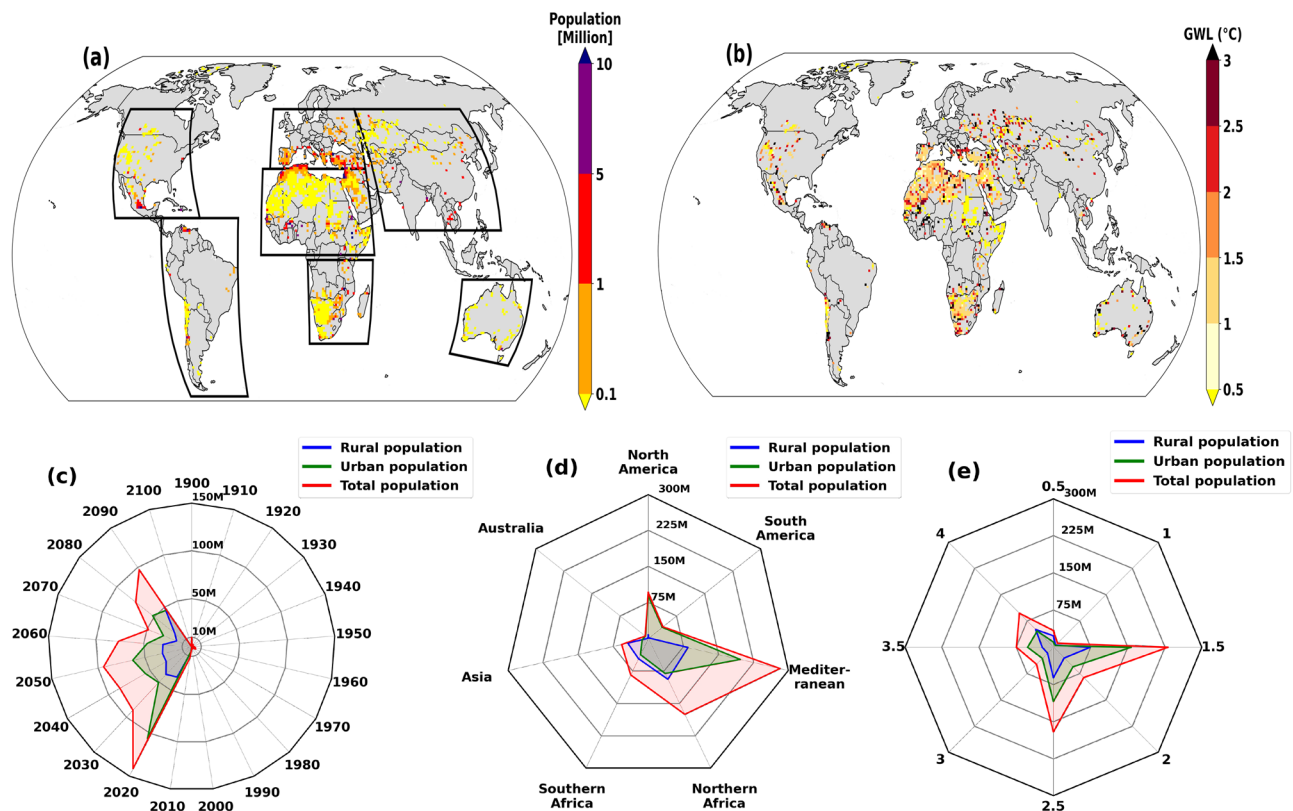 Population
[Million]
(a)
10
5
1
0.1
(b)
GWL (°C)
3
2.5
2
1.5
1
0.5
(c)
Rural population
Urban population
Total population
1900
1910
1920
1930
1940
1950
1960
1970
1980
1990
2000
2010
2020
2030
2040
2050
2060
2070
2080
2090
2100
150M
100M
50M
10M
(d)
Rural population
Urban population
Total population
North
America
South
America
Mediter-
ranean
Northern
Africa
Southern
Africa
Asia
Australia
300M
225M
150M
75M
(e)
Rural population
Urban population
Total population
0.5
1
1.5
2
2.5
3
3.5
4
300M
225M
150M
75M